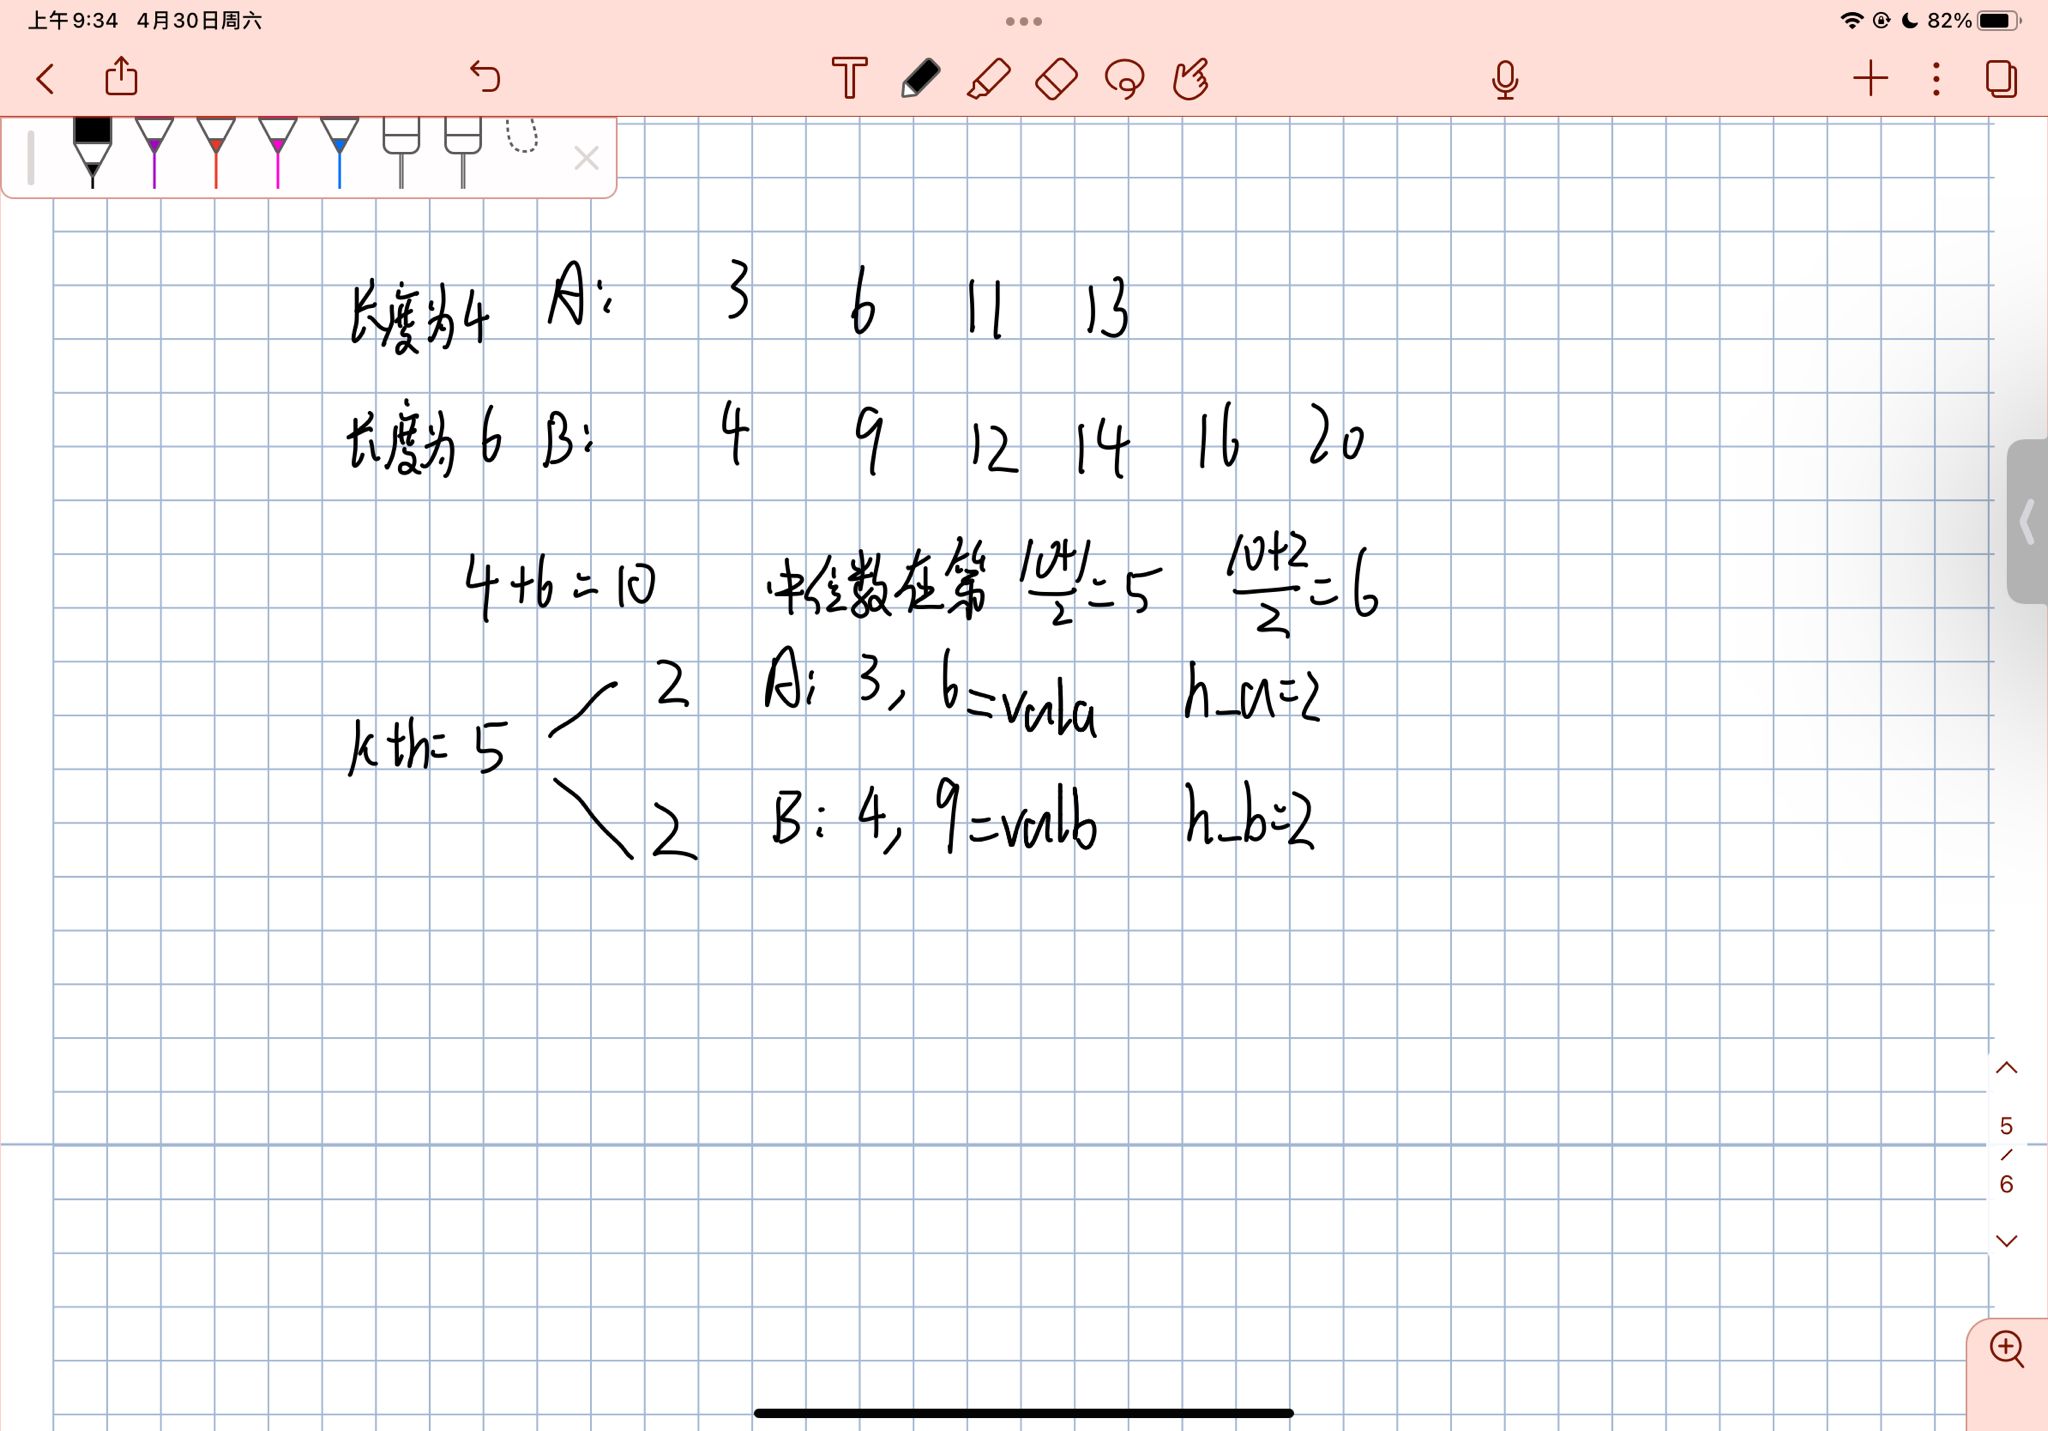 上午9:34 4月30日周六 82%
T
长度为4 A: 3 6 11 13
长度为6 B: 4 9 12 14 16 20
4+6=10 中位数在第 (10+1)/2=5 (10+2)/2=6
2 A: 3, 6=vala h_a=2
kth=5
2 B: 4, 9=valb h_b=2
5
/
6